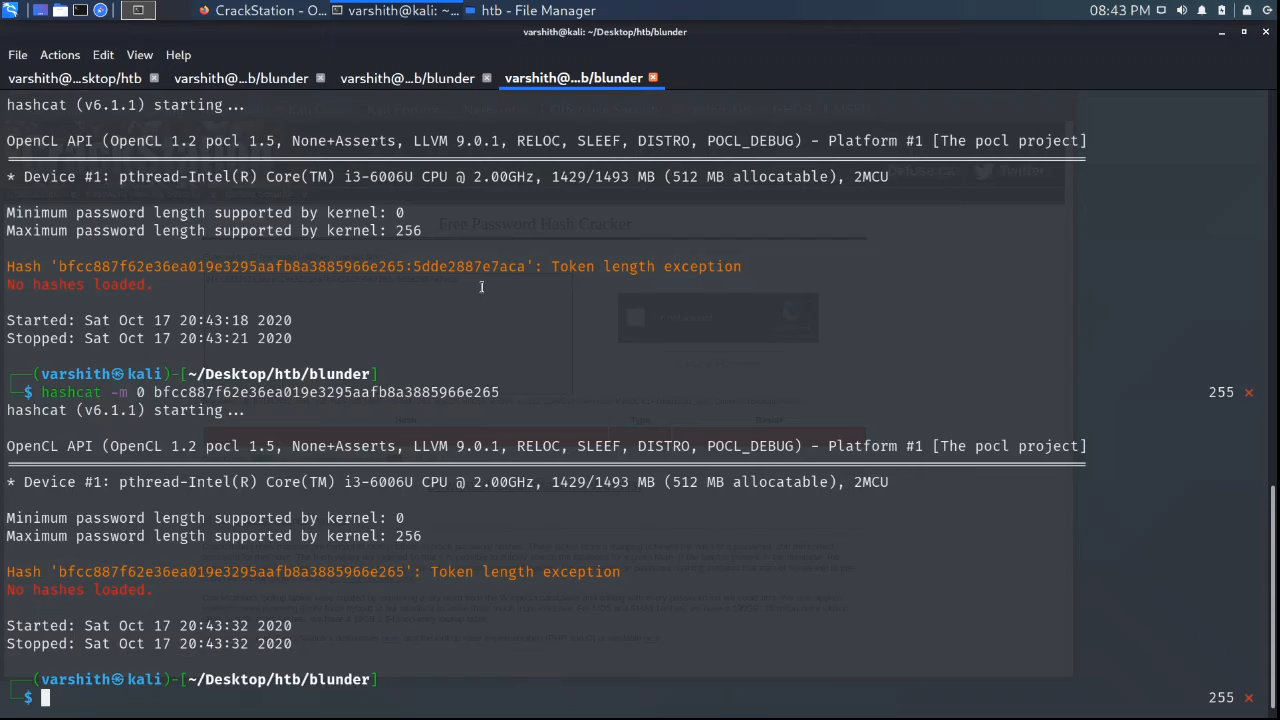 CrackStation - O...
varshith@kali: ~...
htb - File Manager
08:43 PM
varshith@kali: ~/Desktop/htb/blunder
File Actions Edit View Help
varshith@...sktop/htb
varshith@...b/blunder
varshith@...b/blunder
varshith@...b/blunder
hashcat (v6.1.1) starting...
OpenCL API (OpenCL 1.2 pocl 1.5, None+Asserts, LLVM 9.0.1, RELOC, SLEEF, DISTRO, POCL_DEBUG) - Platform #1 [The pocl project]
* Device #1: pthread-Intel(R) Core(TM) i3-6006U CPU @ 2.00GHz, 1429/1493 MB (512 MB allocatable), 2MCU
Twitter
Minimum password length supported by kernel: 0
Free Password Hash Cracker
Maximum password length supported by kernel: 256
Hash 'bfcc887f62e36ea019e3295aafb8a3885966e265:5dde2887e7aca': Token length exception
No hashes loaded.
Started: Sat Oct 17 20:43:18 2020
Stopped: Sat Oct 17 20:43:21 2020
┌──(varshith㉿kali)-[~/Desktop/htb/blunder]
└─$ hashcat -m 0 bfcc887f62e36ea019e3295aafb8a3885966e265
255 ⨯
hashcat (v6.1.1) starting...
OpenCL API (OpenCL 1.2 pocl 1.5, None+Asserts, LLVM 9.0.1, RELOC, SLEEF, DISTRO, POCL_DEBUG) - Platform #1 [The pocl project]
* Device #1: pthread-Intel(R) Core(TM) i3-6006U CPU @ 2.00GHz, 1429/1493 MB (512 MB allocatable), 2MCU
Minimum password length supported by kernel: 0
Maximum password length supported by kernel: 256
Hash 'bfcc887f62e36ea019e3295aafb8a3885966e265': Token length exception
No hashes loaded.
Started: Sat Oct 17 20:43:32 2020
Stopped: Sat Oct 17 20:43:32 2020
┌──(varshith㉿kali)-[~/Desktop/htb/blunder]
└─$
255 ⨯